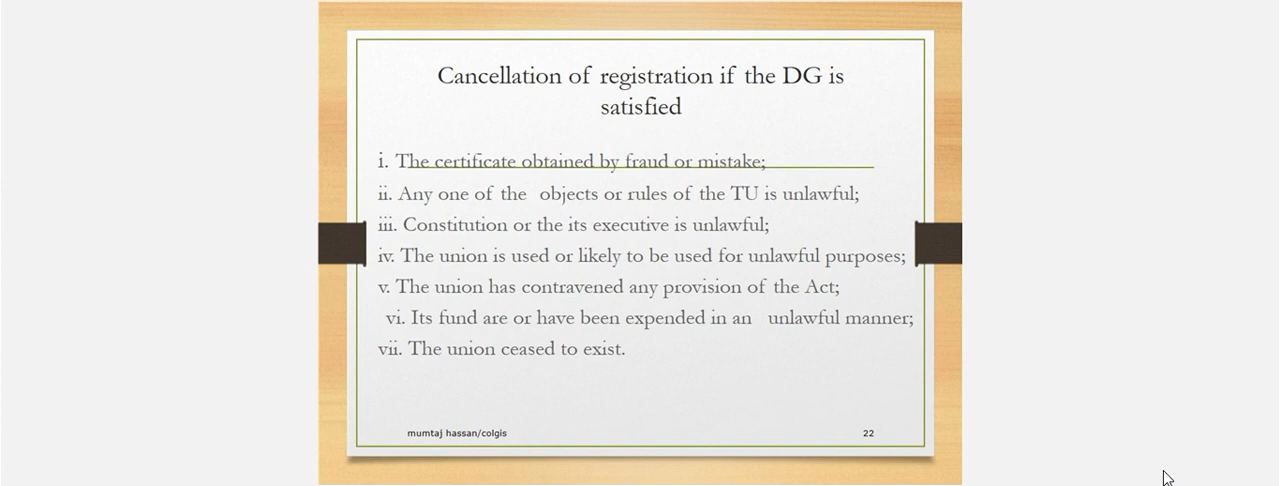 Cancellation of registration if the DG is
satisfied
i. The certificate obtained by fraud or mistake;
ii. Any one of the objects or rules of the TU is unlawful;
iii. Constitution or the its executive is unlawful;
iv. The union is used or likely to be used for unlawful purposes;
v. The union has contravened any provision of the Act;
vi. Its fund are or have been expended in an unlawful manner;
vii. The union ceased to exist.
mumtaj hassan/colgis 22